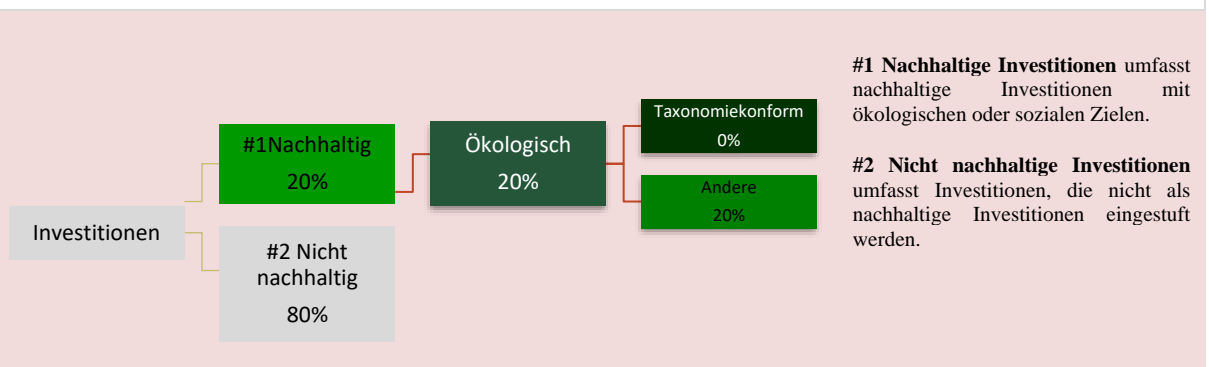 Investitionen
#1Nachhaltig
20%
#2 Nicht
nachhaltig
80%
Ökologisch
20%
Taxonomiekonform
0%
Andere
20%
#1 Nachhaltige Investitionen umfasst
nachhaltige Investitionen mit
ökologischen oder sozialen Zielen.
#2 Nicht nachhaltige Investitionen
umfasst Investitionen, die nicht als
nachhaltige Investitionen eingestuft
werden.